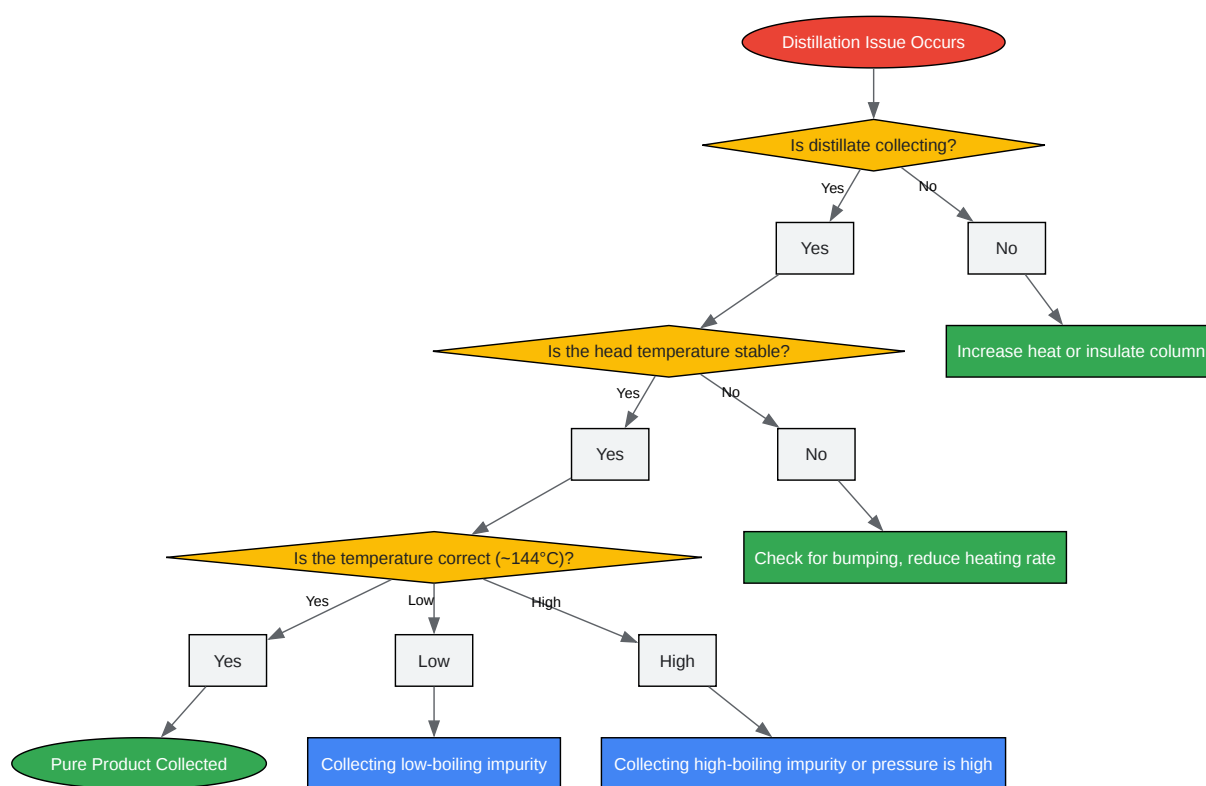 Distillation Issue Occurs
Is distillate collecting?
Yes
No
Yes
No
Is the head temperature stable?
Increase heat or insulate column
Yes
No
Yes
No
Is the temperature correct (~144°C)?
Check for bumping, reduce heating rate
Yes
Low
High
Yes
Low
High
Pure Product Collected
Collecting low-boiling impurity
Collecting high-boiling impurity or pressure is high